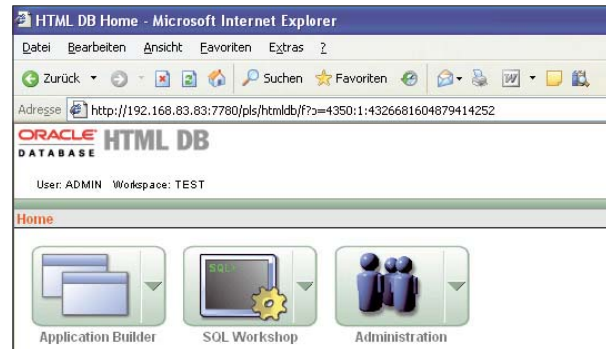 HTML DB Home - Microsoft Internet Explorer
Datei Bearbeiten Ansicht Favoriten Extras ?
Zurück Suchen Favoriten
Adresse http://192.168.83.83:7780/pls/htmldb/f?p=4350:1:4326681604879414252
ORACLE HTML DB
DATABASE
User: ADMIN Workspace: TEST
Home
SQL>
Application Builder SQL Workshop Administration